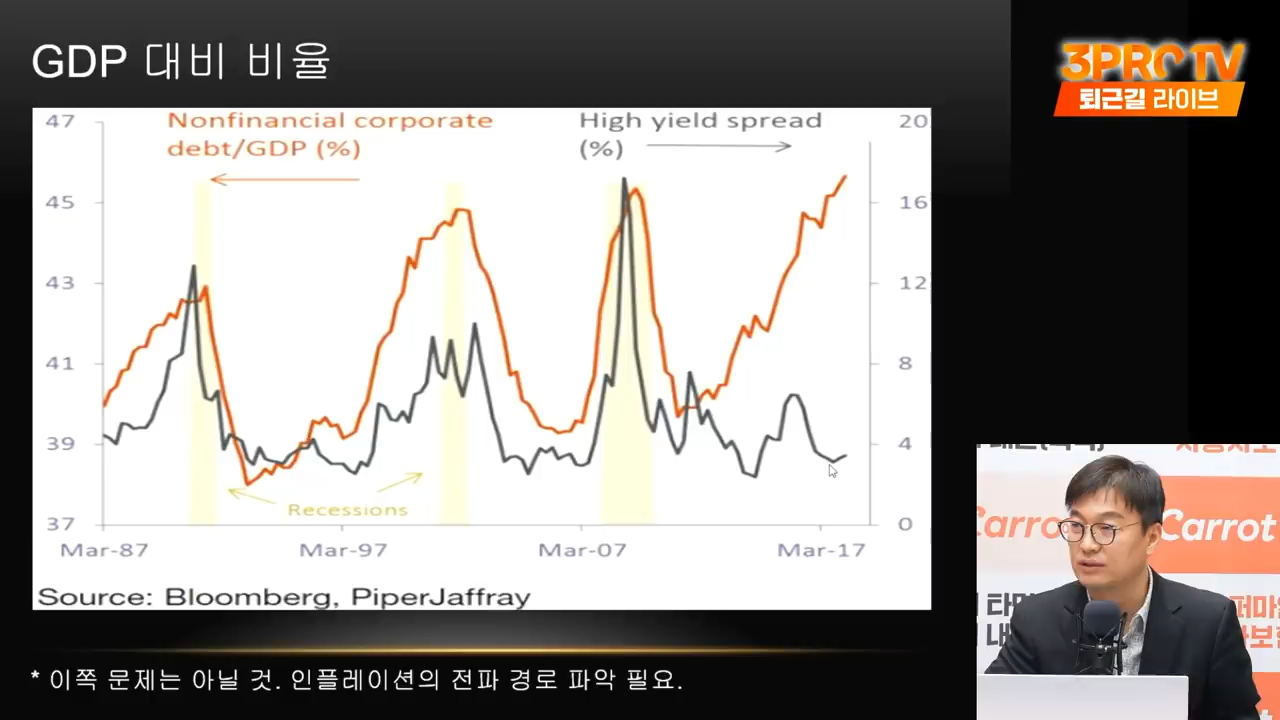 GDP 대비 비율
3PRO TV
퇴근길 라이브
Nonfinancial corporate
debt/GDP (%)
High yield spread
(%)
47
45
43
41
39
37
20
16
12
8
4
0
Recessions
Mar-87
Mar-97
Mar-07
Mar-17
Source: Bloomberg, PiperJaffray
* 이쪽 문제는 아닐 것. 인플레이션의 전파 경로 파악 필요.
Carrot
Carrot